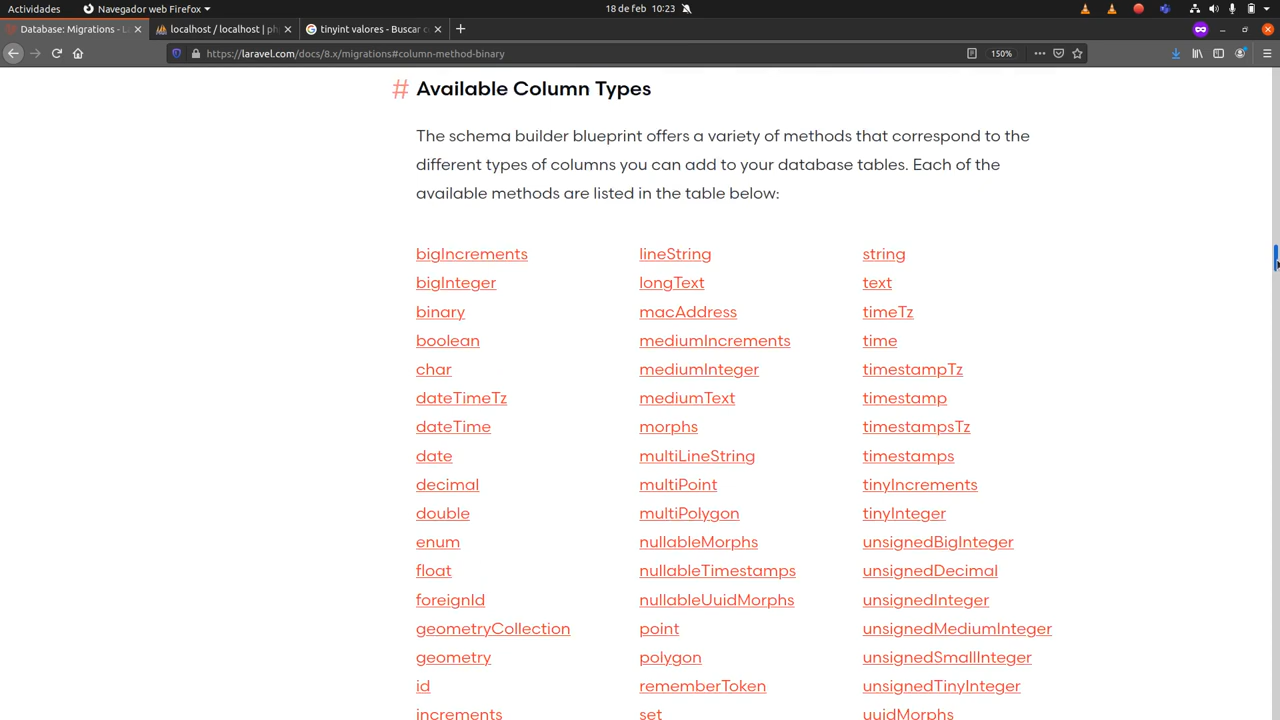 Actividades
Navegador web Firefox
18 de feb 10:23
Database: Migrations - La
localhost / localhost | ph
tinyint valores - Buscar c
https://laravel.com/docs/8.x/migrations#column-method-binary
150%
# Available Column Types
The schema builder blueprint offers a variety of methods that correspond to the
different types of columns you can add to your database tables. Each of the
available methods are listed in the table below:
bigIncrements
bigInteger
binary
boolean
char
dateTimeTz
dateTime
date
decimal
double
enum
float
foreignId
geometryCollection
geometry
id
increments
lineString
longText
macAddress
mediumIncrements
mediumInteger
mediumText
morphs
multiLineString
multiPoint
multiPolygon
nullableMorphs
nullableTimestamps
nullableUuidMorphs
point
polygon
rememberToken
set
string
text
timeTz
time
timestampTz
timestamp
timestampsTz
timestamps
tinyIncrements
tinyInteger
unsignedBigInteger
unsignedDecimal
unsignedInteger
unsignedMediumInteger
unsignedSmallInteger
unsignedTinyInteger
uuidMorphs